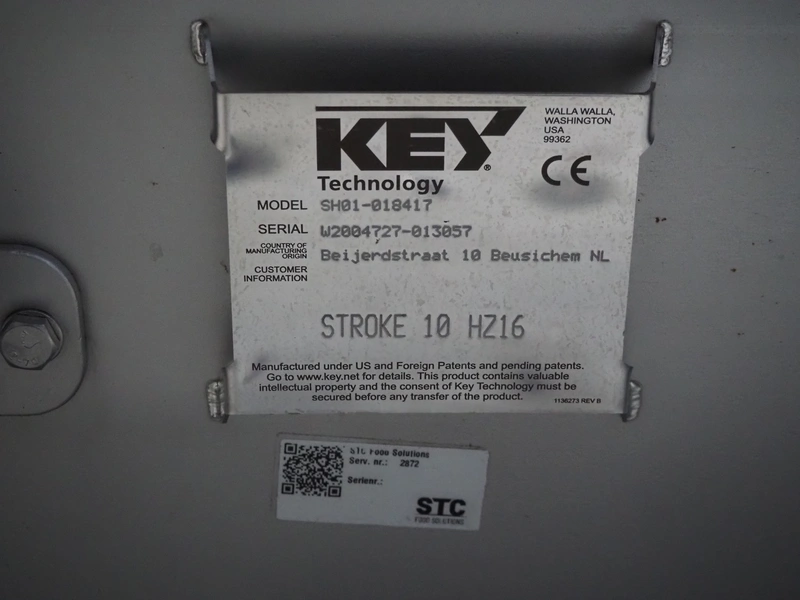 KEY®
Technology
WALLA WALLA,
WASHINGTON
USA
99362
CE
MODEL SH01-018417
SERIAL W2004727-013057
COUNTRY OF
MANUFACTURING
ORIGIN
Beijerdstraat 10 Beusichem NL
CUSTOMER
INFORMATION
STROKE 10 HZ16
Manufactured under US and Foreign Patents and pending patents.
Go to www.key.net for details. This product contains valuable
intellectual property and the consent of Key Technology must be
secured before any transfer of the product.
1136273 REV B
STC Food Solutions
Serv. nr.: 2872
Serienr.:
STC
FOOD SOLUTIONS